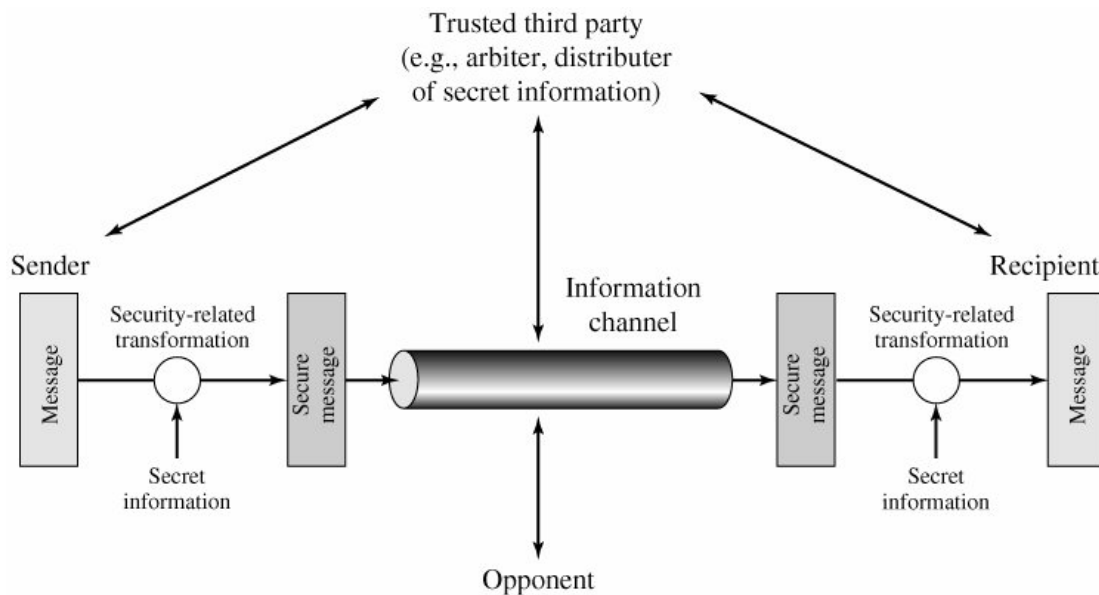 Trusted third party
(e.g., arbiter, distributer
of secret information)
Sender
Recipient
Information
channel
Security-related
transformation
Security-related
transformation
Message
Secure
message
Secure
message
Message
Secret
information
Secret
information
Opponent